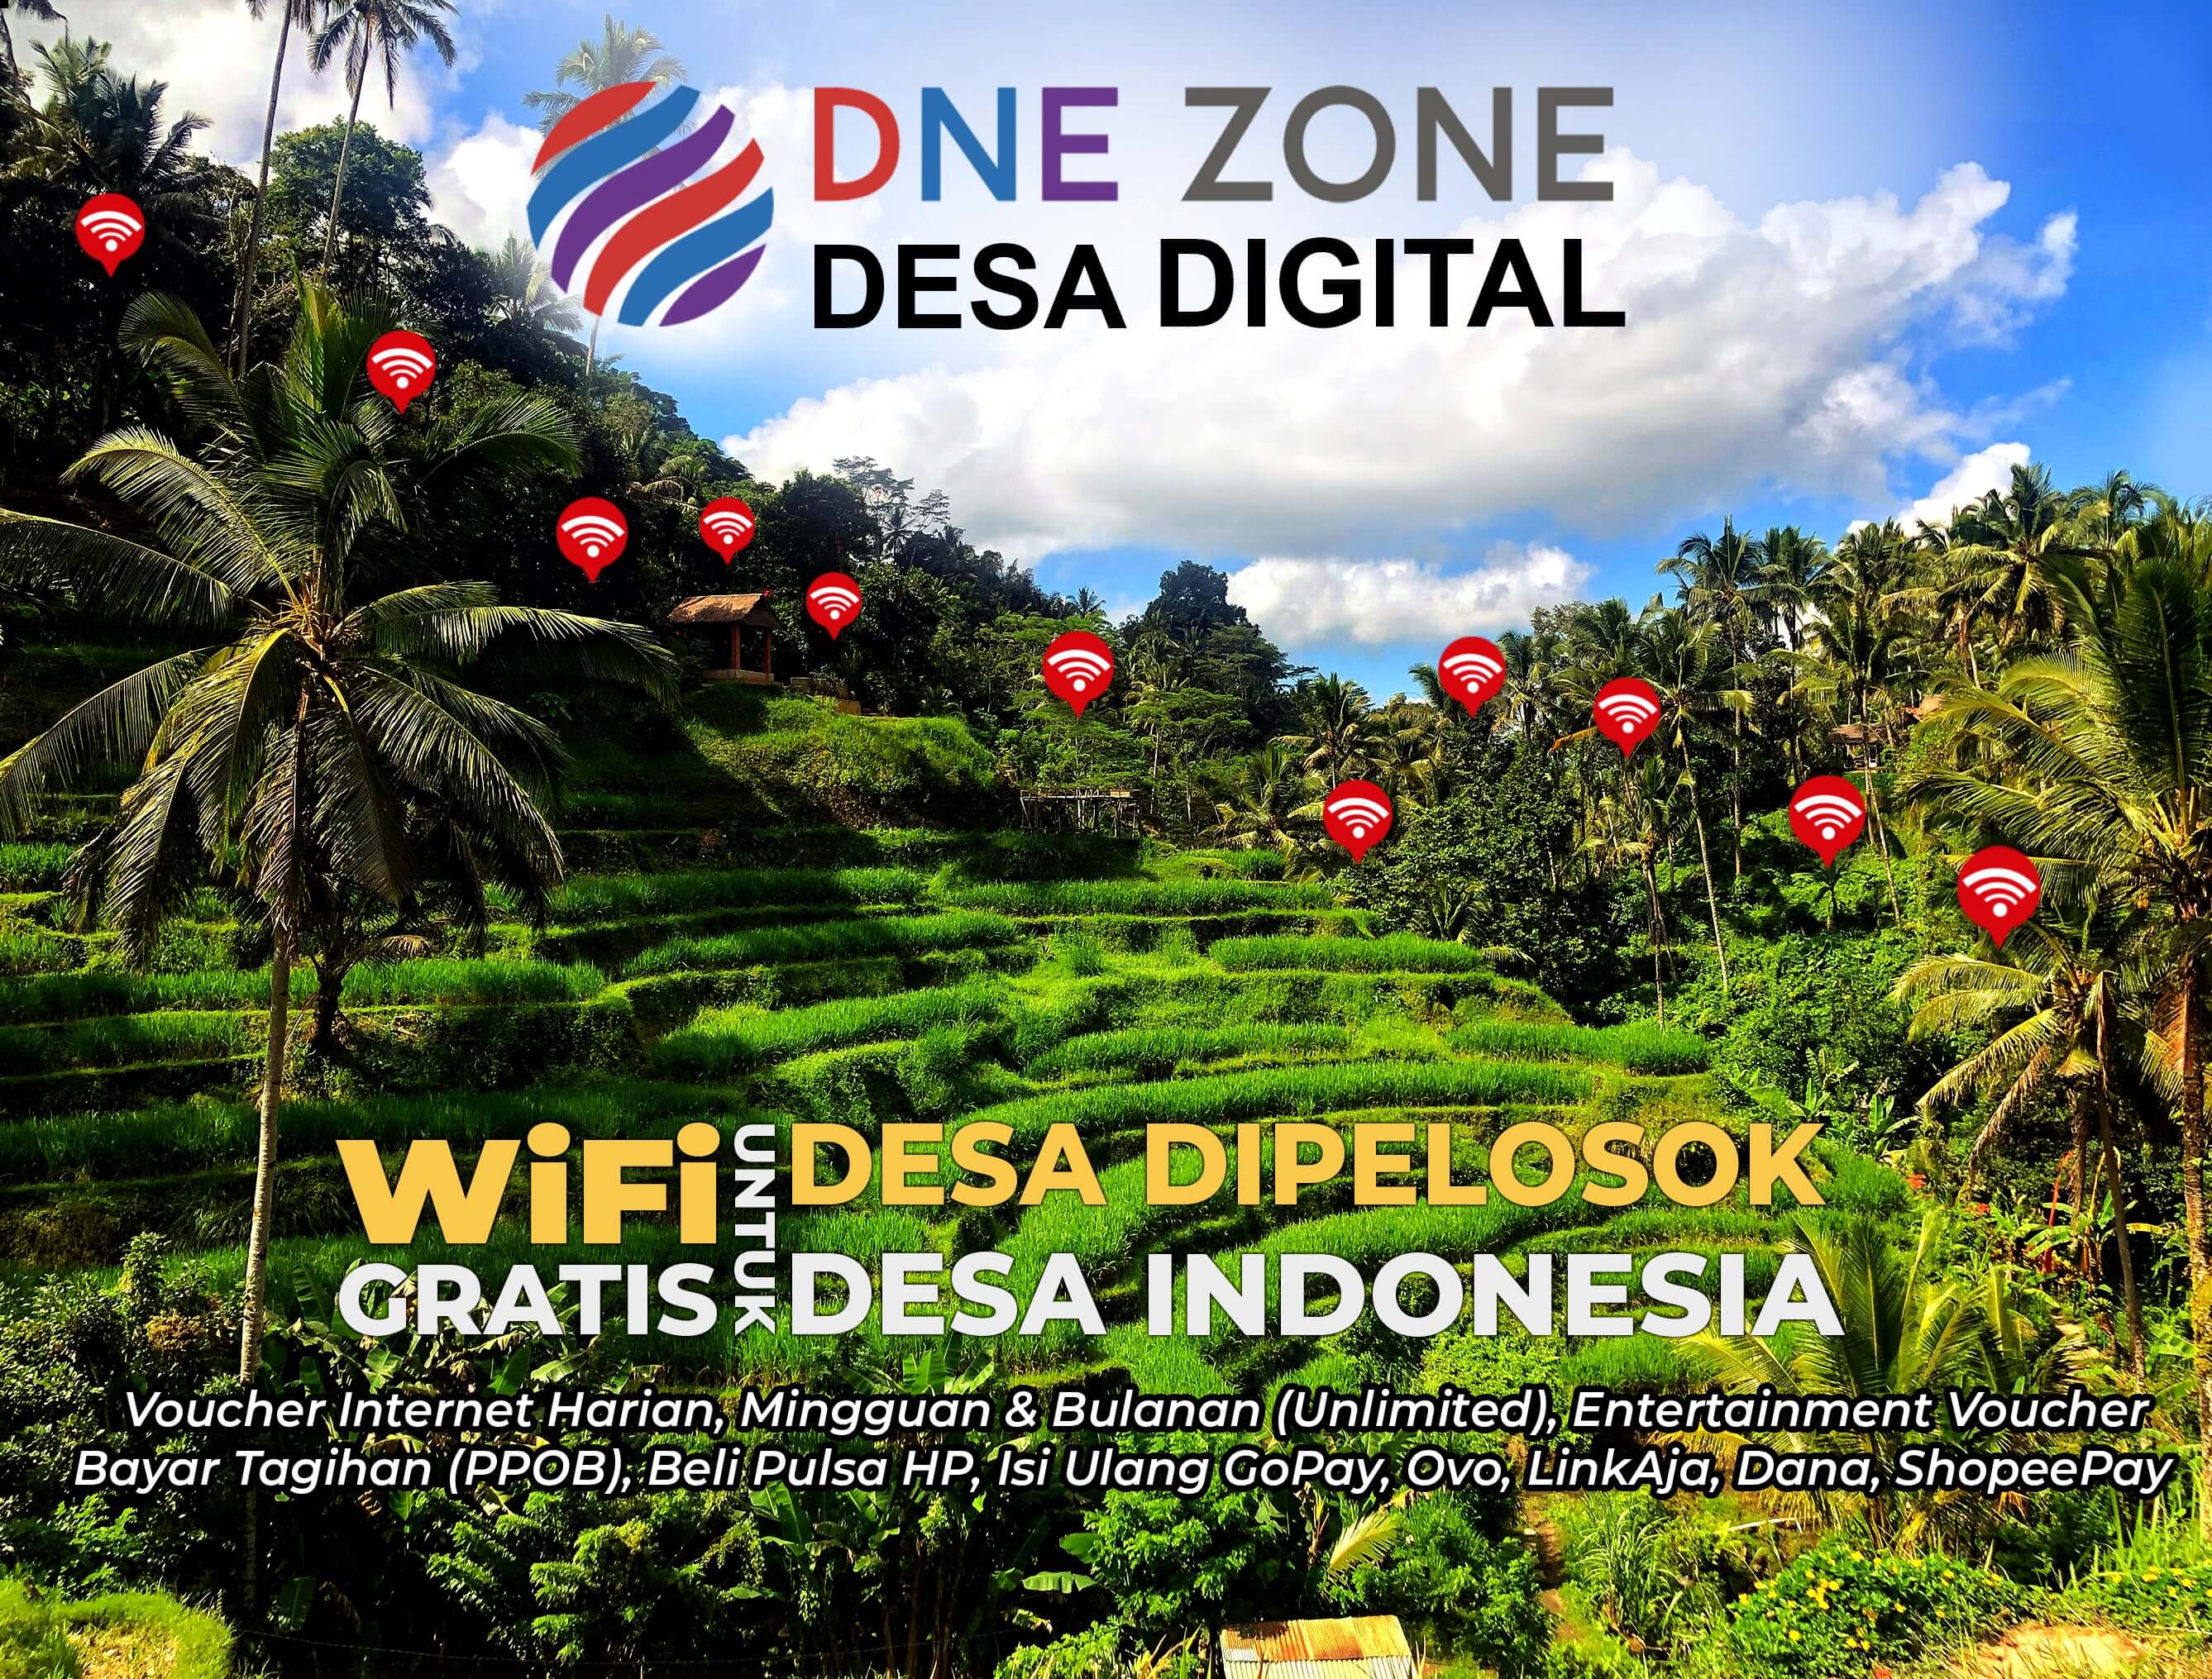 DNE ZONE
DESA DIGITAL
WiFi UNTUK DESA DIPELOSOK
GRATIS DESA INDONESIA
Voucher Internet Harian, Mingguan & Bulanan (Unlimited), Entertainment Voucher
Bayar Tagihan (PPOB), Beli Pulsa HP, Isi Ulang GoPay, Ovo, LinkAja, Dana, ShopeePay